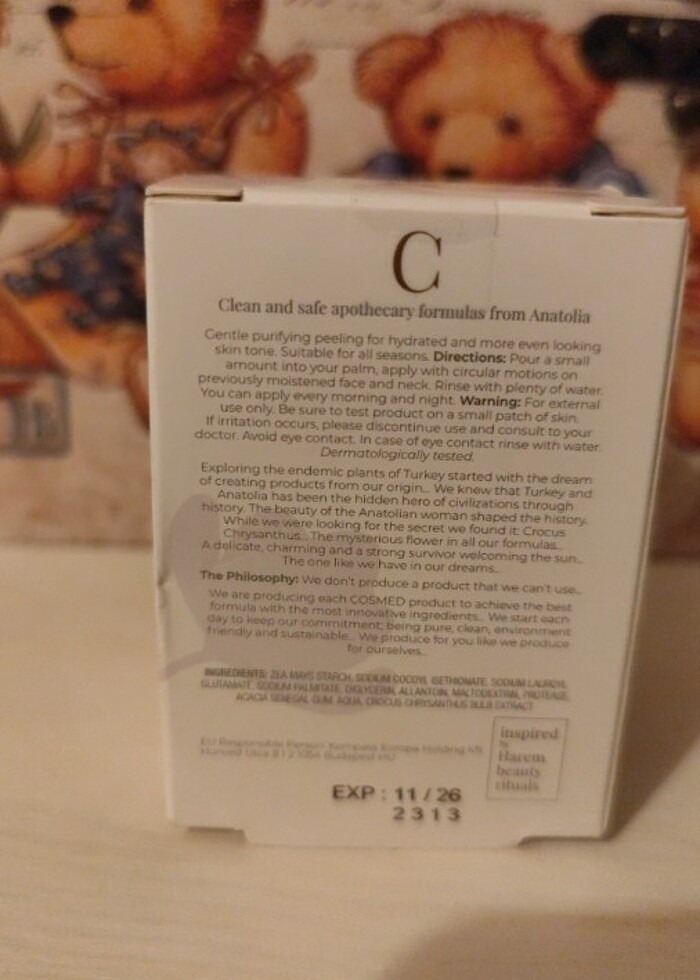 C
Clean and safe apothecary formulas from Anatolia
Gentle purifying peeling for hydrated and more even looking
skin tone. Suitable for all seasons. Directions: Pour a small
amount into your palm, apply with circular motions on
previously moistened face and neck. Rinse with plenty of water.
You can apply every morning and night. Warning: For external
use only. Be sure to test product on a small patch of skin.
If irritation occurs, please discontinue use and consult to your
doctor. Avoid eye contact. In case of eye contact rinse with water.
Dermatologically tested.
Exploring the endemic plants of Turkey started with the dream
of creating products from our origin... We knew that Turkey and
Anatolia has been the hidden hero of civilizations through
history. The beauty of the Anatolian woman shaped the history.
While we were looking for the secret we found it: Crocus
Chrysanthus... The mysterious flower in all our formulas...
A delicate, charming and a strong survivor welcoming the sun...
The one like we have in our dreams...
The Philosophy: We don't produce a product that we can't use...
We are producing each COSMED product to achieve the best
formula with the most innovative ingredients... We start each
day to keep our commitment; being pure, clean, environment
friendly and sustainable... We produce for you like we produce
for ourselves...
INGREDIENTS: ZEA MAYS STARCH, SODIUM COCOYL ISETHIONATE, SODIUM LAUROYL
GLUTAMATE, SODIUM PALMITATE, DIGLYCERIN, ALLANTOIN, MALTODEXTRIN, PROTEASE,
ACACIA SENEGAL GUM, AQUA, CROCUS CHRYSANTHUS BULB EXTRACT.
EU Responsible Person: Kompass Europa Holding Kft.
Budapest HU
inspired
by
Harem
beauty
rituals
EXP : 11 / 26
2313